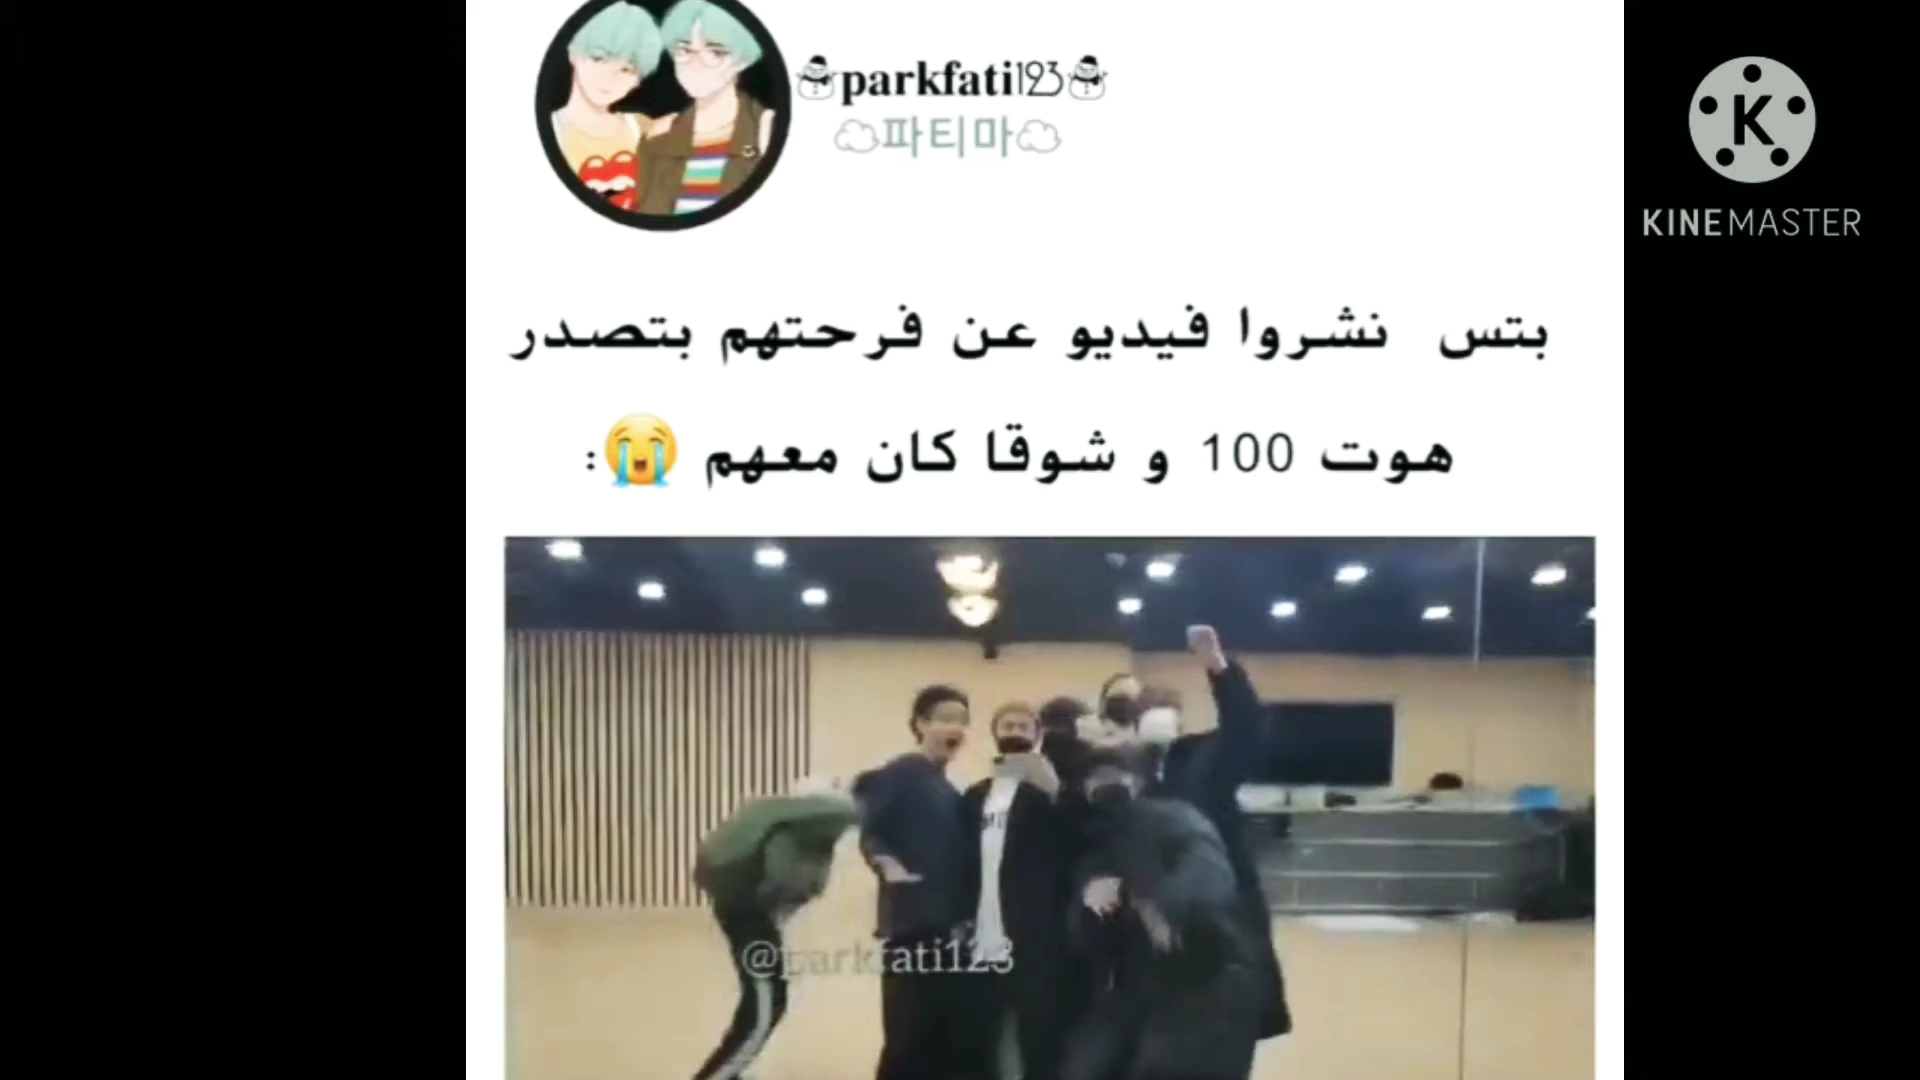 ☃parkfati123☃
☁파티마☁
KINEMASTER
بتس نشروا فيديو عن فرحتهم بتصدر
هوت 100 و شوقا كان معهم 😭:
@parkfati123